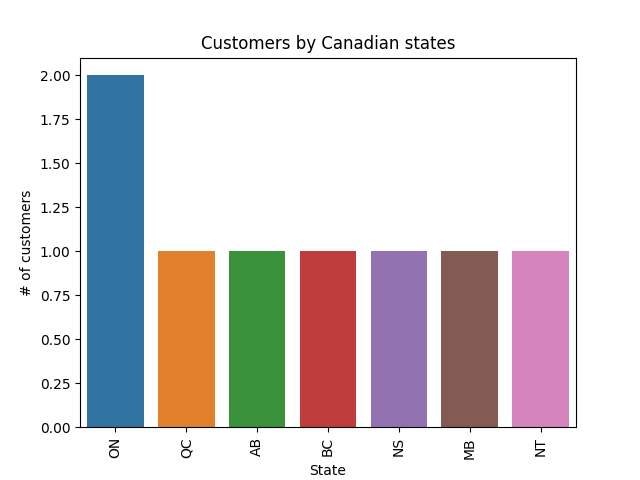 Customers by Canadian states
2.00
1.75
1.50
1.25
1.00
0.75
0.50
0.25
0.00
# of customers
ON
QC
AB
BC
NS
MB
NT
State